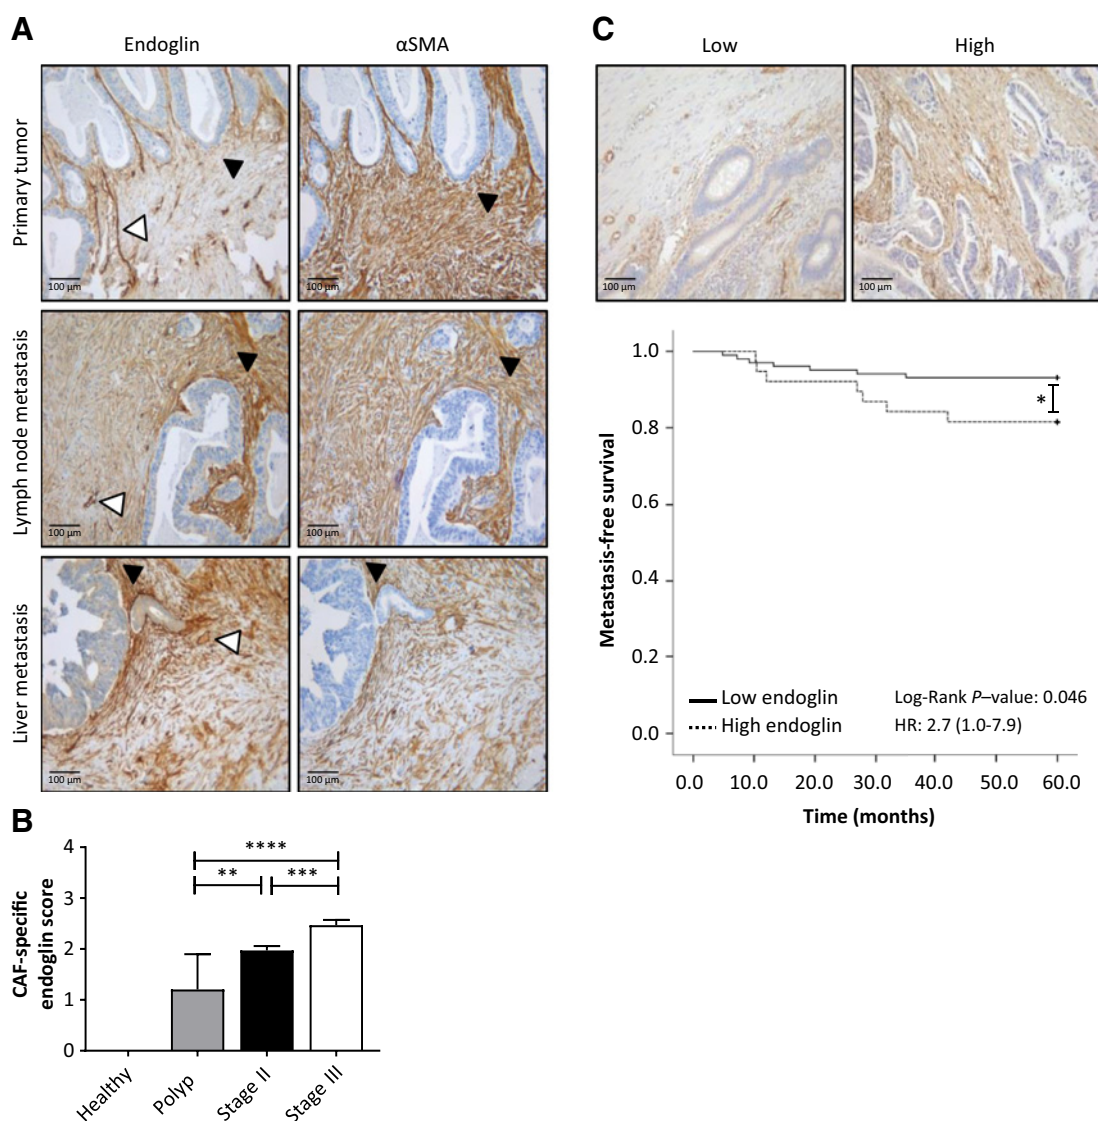 A
Endoglin
αSMA
Primary tumor
100 µm
100 µm
Lymph node metastasis
100 µm
100 µm
Liver metastasis
100 µm
100 µm
B
CAF-specific
endoglin score
4
3
2
1
0
****
**
***
Healthy
Polyp
Stage II
Stage III
C
Low
High
100 µm
100 µm
Metastasis-free survival
1.0
0.8
0.6
0.4
0.2
0.0
*
Low endoglin
High endoglin
Log-Rank P–value: 0.046
HR: 2.7 (1.0-7.9)
0.0 10.0 20.0 30.0 40.0 50.0 60.0
Time (months)